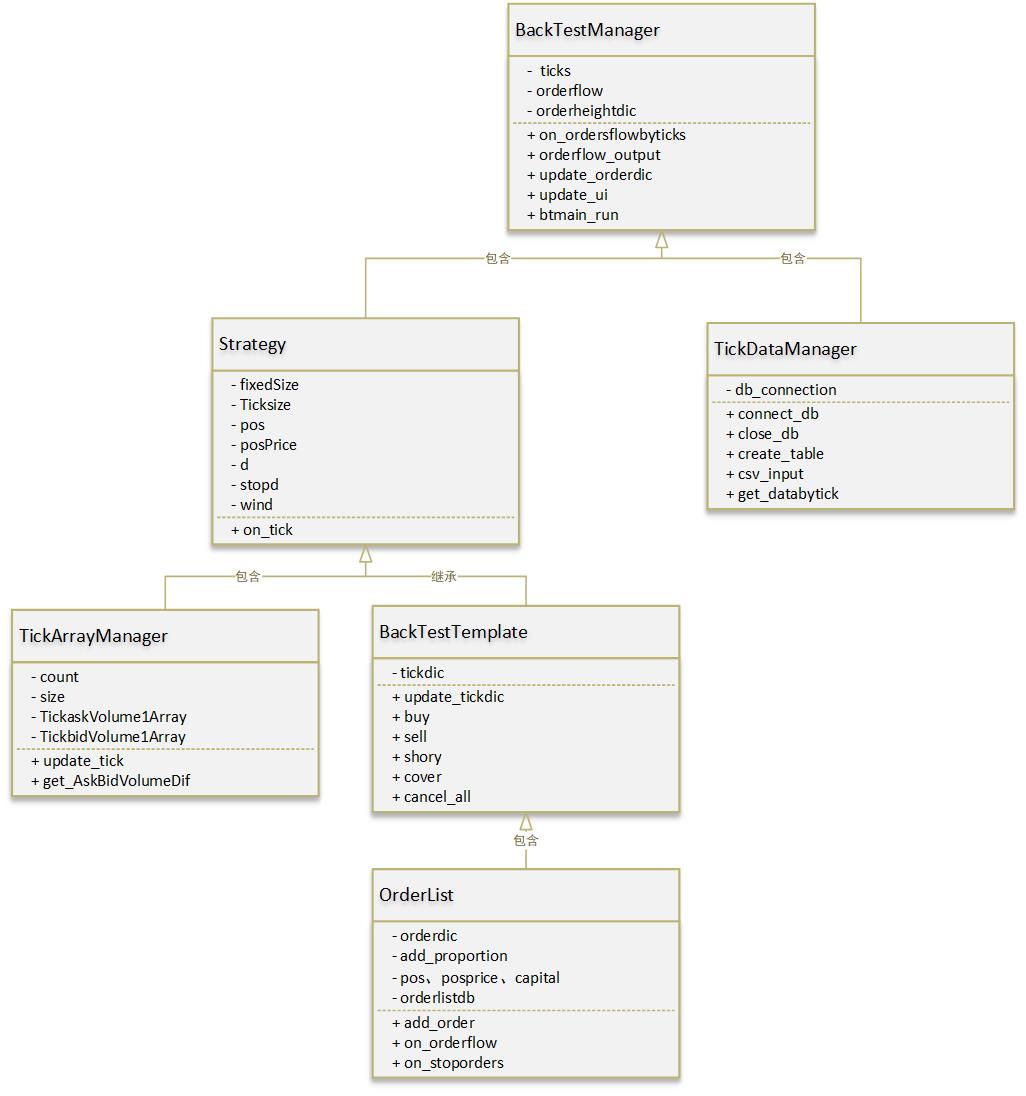 BackTestManager
- ticks
- orderflow
- orderheightdic
+ on_ordersflowbyticks
+ orderflow_output
+ update_orderdic
+ update_ui
+ btmain_run
包含
包含
Strategy
- fixedSize
- Ticksize
- pos
- posPrice
- d
- stopd
- wind
+ on_tick
TickDataManager
- db_connection
+ connect_db
+ close_db
+ create_table
+ csv_input
+ get_databytick
包含
继承
TickArrayManager
- count
- size
- TickaskVolume1Array
- TickbidVolume1Array
+ update_tick
+ get_AskBidVolumeDif
BackTestTemplate
- tickdic
+ update_tickdic
+ buy
+ sell
+ shory
+ cover
+ cancel_all
包含
OrderList
- orderdic
- add_proportion
- pos、posprice、capital
- orderlistdb
+ add_order
+ on_orderflow
+ on_stoporders